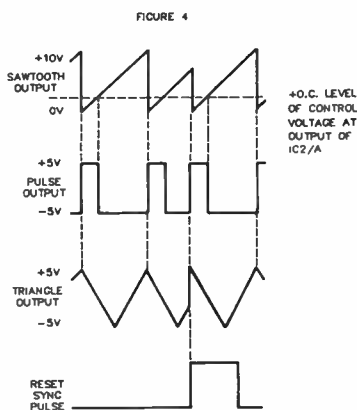 FIGURE 4
+10V
SAWTOOTH
OUTPUT
0V
+D.C. LEVEL
OF CONTROL
VOLTAGE AT
OUTPUT OF
IC2/A
+5V
PULSE
OUTPUT
-5V
+5V
TRIANGLE
OUTPUT
-5V
RESET
SYNC
PULSE